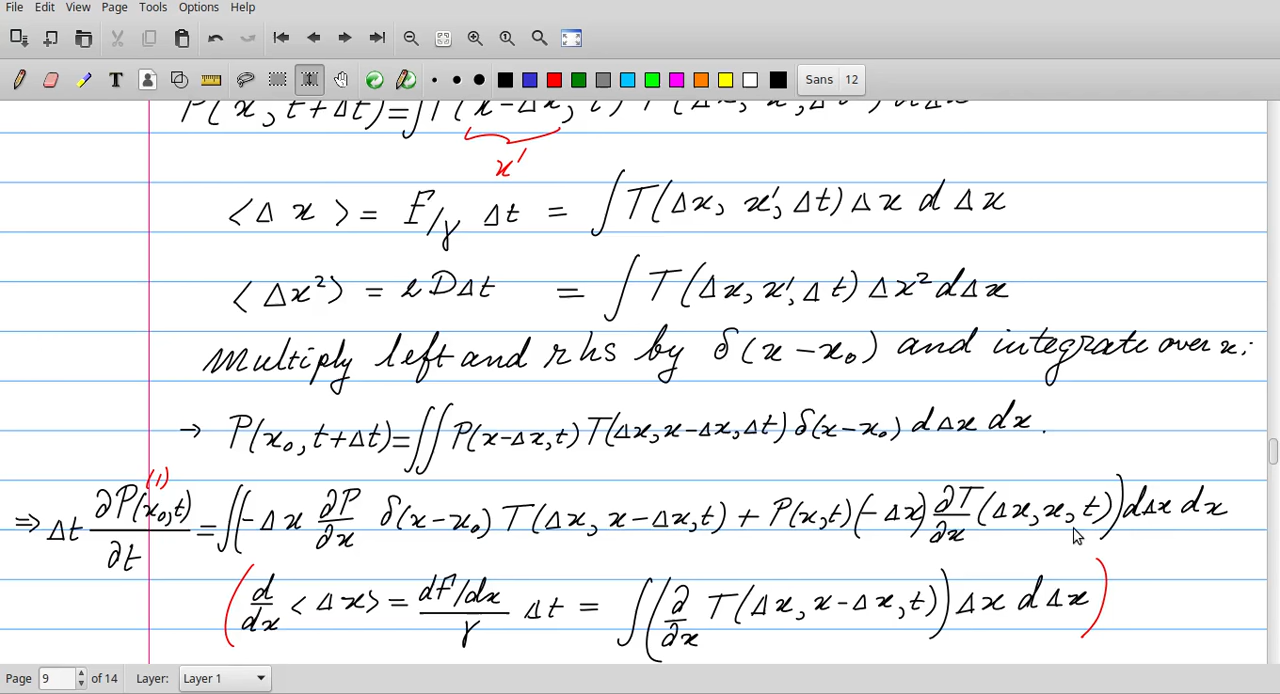 File Edit View Page Tools Options Help
T Sans 12
P(x, t+Δt)=∫P(x-Δx, t) T(Δx, x, Δt) dΔx
x'
⟨Δ x ⟩= F/γ Δt = ∫T(Δx, x', Δt) Δx d Δx
⟨Δx²⟩ = 2DΔt = ∫ T(Δx, x', Δt) Δx² dΔx
Multiply left and rhs by δ(x - x₀) and integrate over x:
→ P(x₀, t+Δt)=∫∫ P(x-Δx, t) T(Δx, x-Δx, Δt) δ(x-x₀) dΔx dx.
(1)
⇒ Δt ∂P(x₀, t)/∂t = ∫∫(-Δx ∂P/∂x δ(x-x₀) T(Δx, x-Δx, t) + P(x, t)(-Δx) ∂T/∂x (Δx, x, t)) dΔx dx
(d/dx ⟨Δx⟩ = dF/dx/γ Δt = ∫(∂/∂x T(Δx, x-Δx, t)) Δx dΔx)
Page 9 of 14 Layer: Layer 1